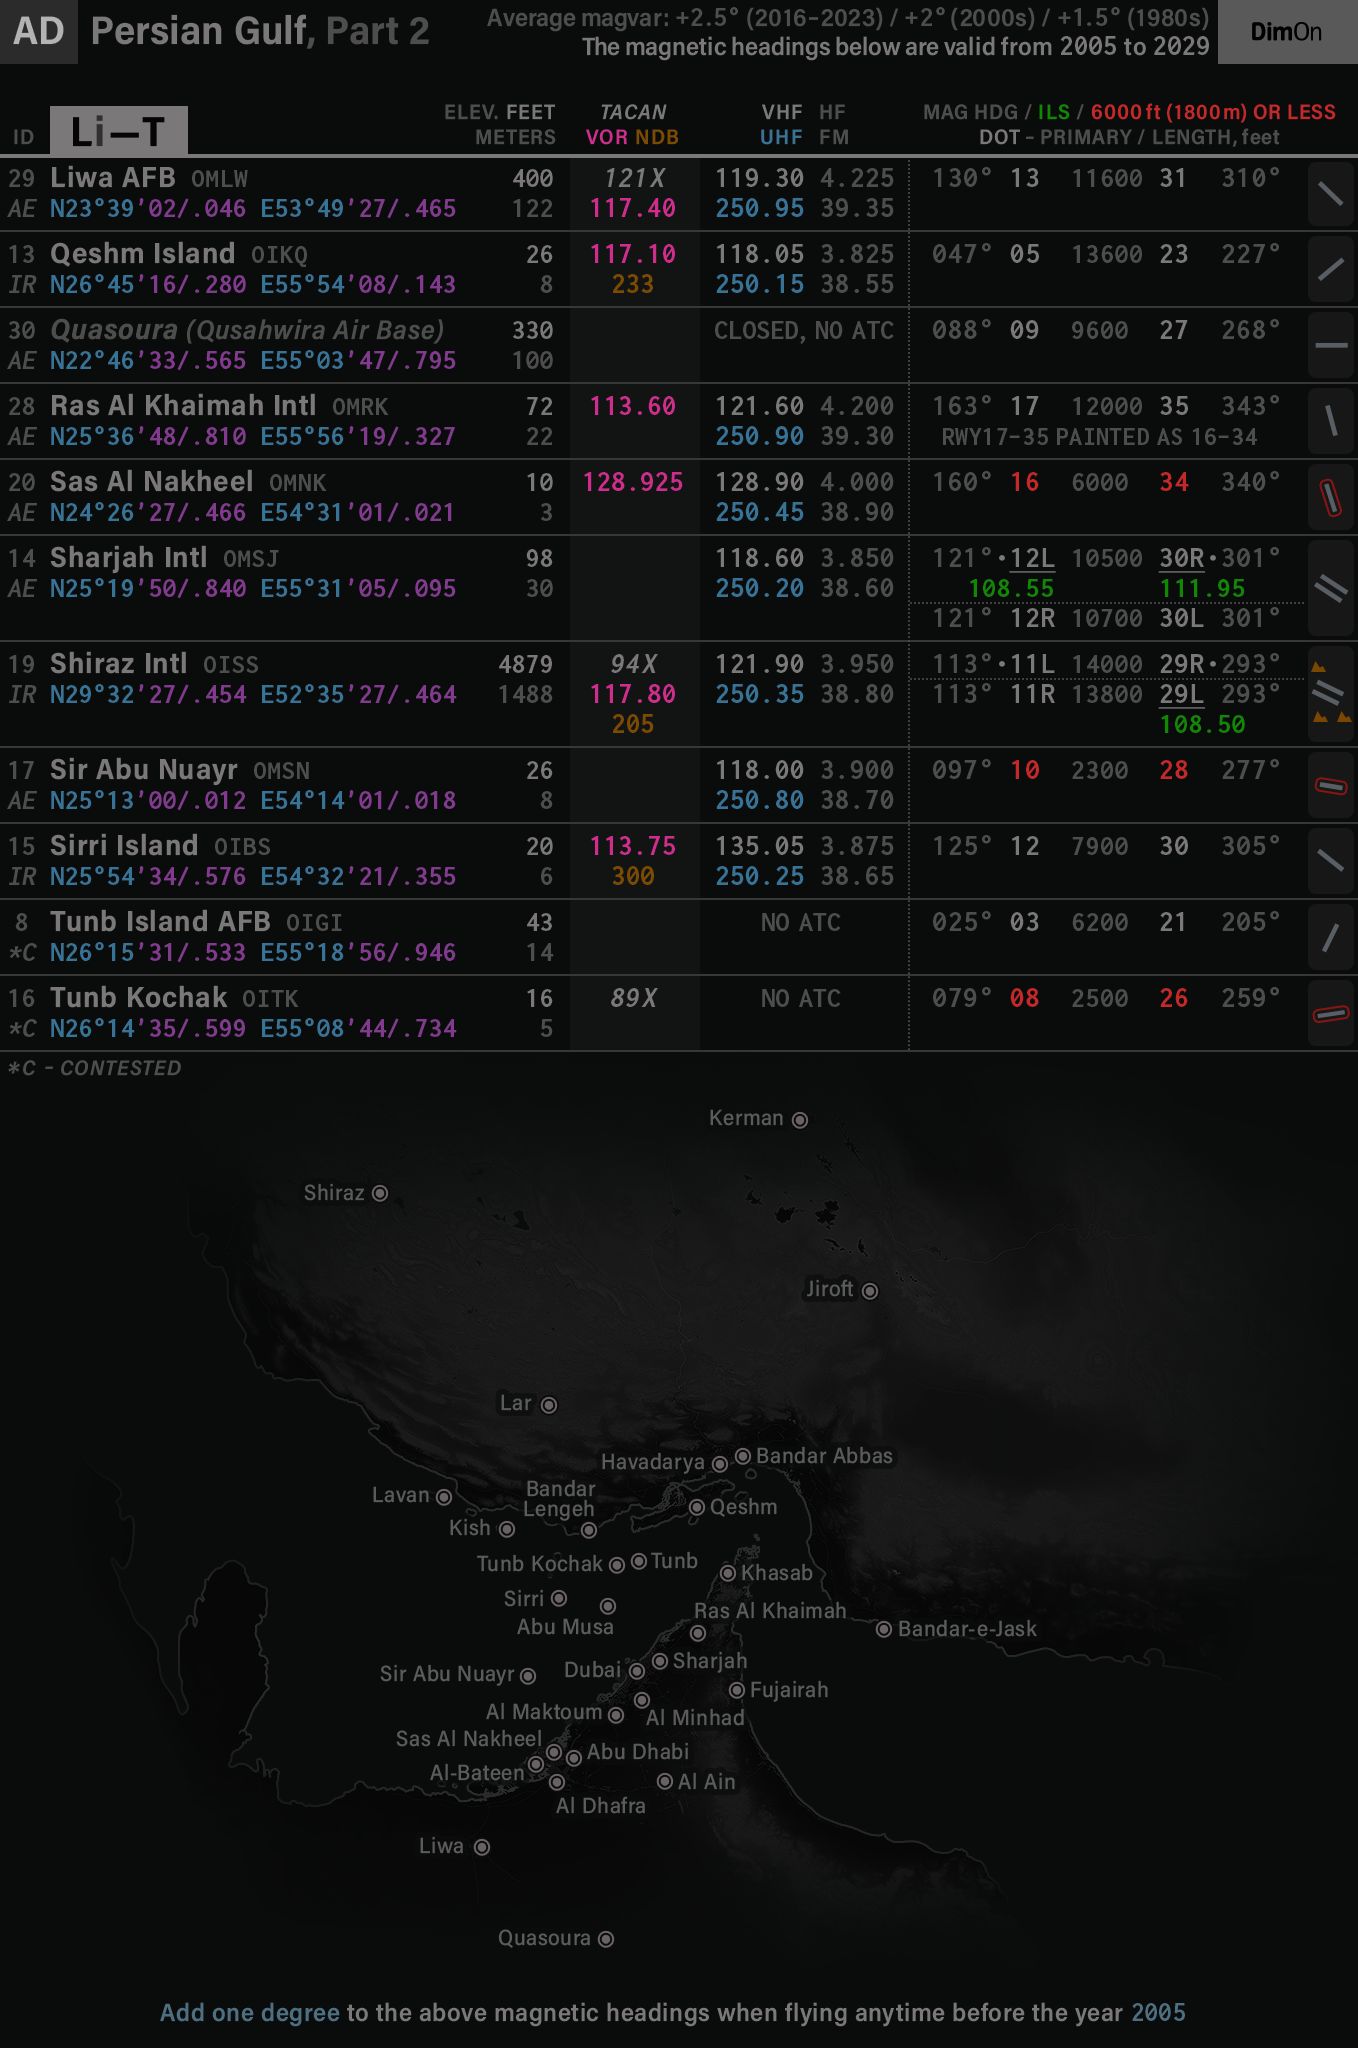 AD Persian Gulf, Part 2
Average magvar: +2.5° (2016–2023) / +2° (2000s) / +1.5° (1980s)
The magnetic headings below are valid from 2005 to 2029
DimOn
ELEV. FEET TACAN VHF HF MAG HDG / ILS / 6000 ft (1800 m) OR LESS
ID Li—T METERS VOR NDB UHF FM DOT – PRIMARY / LENGTH, feet
29 Liwa AFB OMLW 400 121X 119.30 4.225 130° 13 11600 31 310°
AE N23°39'02/.046 E53°49'27/.465 122 117.40 250.95 39.35
13 Qeshm Island OIKQ 26 117.10 118.05 3.825 047° 05 13600 23 227°
IR N26°45'16/.280 E55°54'08/.143 8 233 250.15 38.55
30 Quasoura (Qusahwira Air Base) 330 CLOSED, NO ATC 088° 09 9600 27 268°
AE N22°46'33/.565 E55°03'47/.795 100
28 Ras Al Khaimah Intl OMRK 72 113.60 121.60 4.200 163° 17 12000 35 343°
AE N25°36'48/.810 E55°56'19/.327 22 250.90 39.30 RWY17–35 PAINTED AS 16–34
20 Sas Al Nakheel OMNK 10 128.925 128.90 4.000 160° 16 6000 34 340°
AE N24°26'27/.466 E54°31'01/.021 3 250.45 38.90
14 Sharjah Intl OMSJ 98 118.60 3.850 121°·12L 10500 30R·301°
AE N25°19'50/.840 E55°31'05/.095 30 250.20 38.60 108.55 111.95
121° 12R 10700 30L 301°
19 Shiraz Intl OISS 4879 94X 121.90 3.950 113°·11L 14000 29R·293°
IR N29°32'27/.454 E52°35'27/.464 1488 117.80 250.35 38.80 113° 11R 13800 29L 293°
205 108.50
17 Sir Abu Nuayr OMSN 26 118.00 3.900 097° 10 2300 28 277°
AE N25°13'00/.012 E54°14'01/.018 8 250.80 38.70
15 Sirri Island OIBS 20 113.75 135.05 3.875 125° 12 7900 30 305°
IR N25°54'34/.576 E54°32'21/.355 6 300 250.25 38.65
8 Tunb Island AFB OIGI 43 NO ATC 025° 03 6200 21 205°
*C N26°15'31/.533 E55°18'56/.946 14
16 Tunb Kochak OITK 16 89X NO ATC 079° 08 2500 26 259°
*C N26°14'35/.599 E55°08'44/.734 5
*C – CONTESTED
Kerman
Shiraz
Jiroft
Lar
Havadarya
Bandar Abbas
Lavan
Bandar
Lengeh
Qeshm
Kish
Tunb Kochak
Tunb
Khasab
Sirri
Abu Musa
Ras Al Khaimah
Bandar-e-Jask
Sir Abu Nuayr
Dubai
Sharjah
Fujairah
Al Maktoum
Al Minhad
Sas Al Nakheel
Abu Dhabi
Al-Bateen
Al Ain
Al Dhafra
Liwa
Quasoura
Add one degree to the above magnetic headings when flying anytime before the year 2005